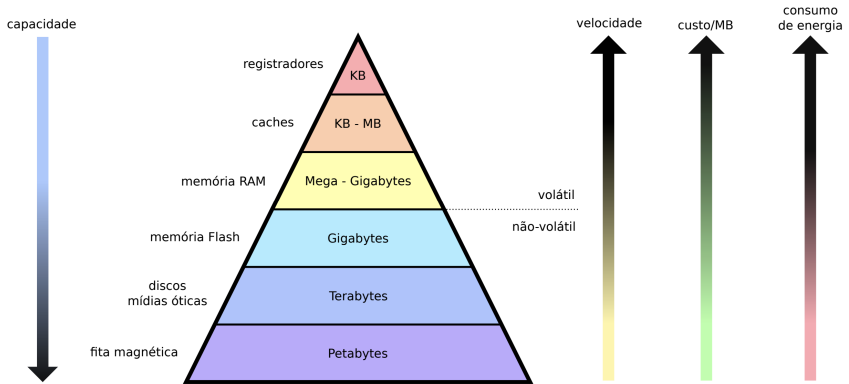 capacidade
velocidade
custo/MB
consumo
de energia
registradores
KB
caches
KB - MB
memória RAM
Mega - Gigabytes
volátil
não-volátil
memória Flash
Gigabytes
discos
mídias óticas
Terabytes
fita magnética
Petabytes